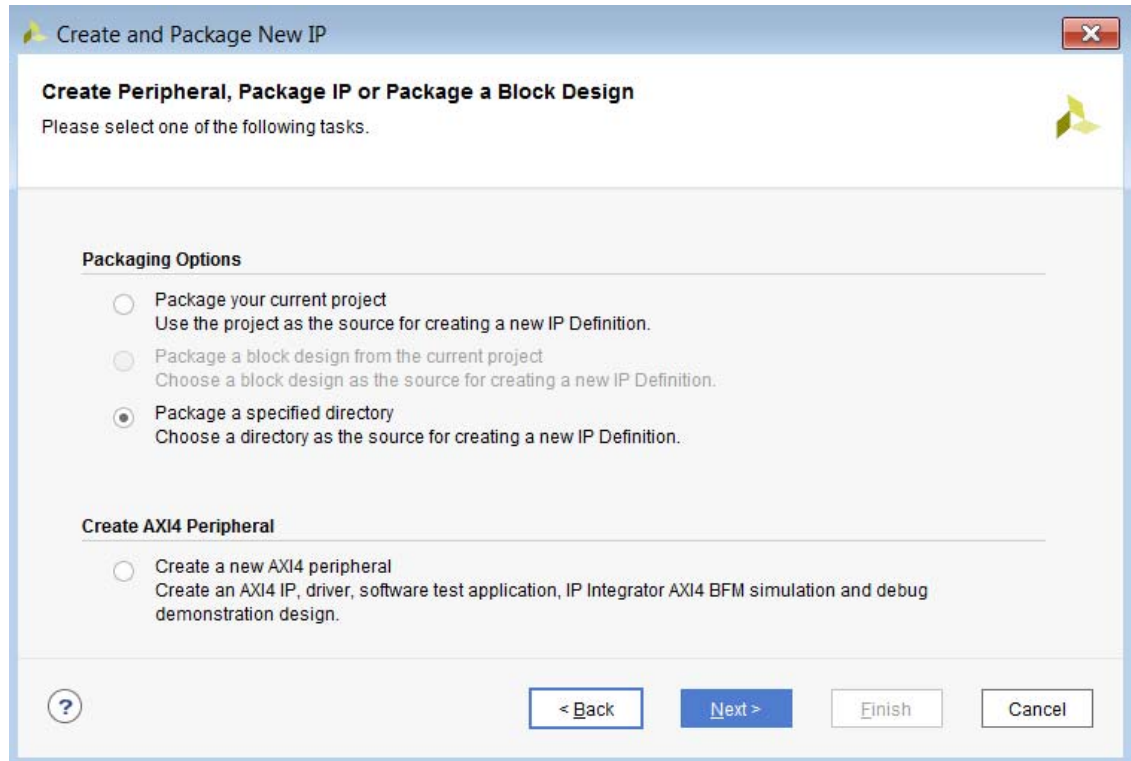 Create and Package New IP
Create Peripheral, Package IP or Package a Block Design
Please select one of the following tasks.
Packaging Options
Package your current project
Use the project as the source for creating a new IP Definition.
Package a block design from the current project
Choose a block design as the source for creating a new IP Definition.
Package a specified directory
Choose a directory as the source for creating a new IP Definition.
Create AXI4 Peripheral
Create a new AXI4 peripheral
Create an AXI4 IP, driver, software test application, IP Integrator AXI4 BFM simulation and debug
demonstration design.
? < Back Next > Finish Cancel